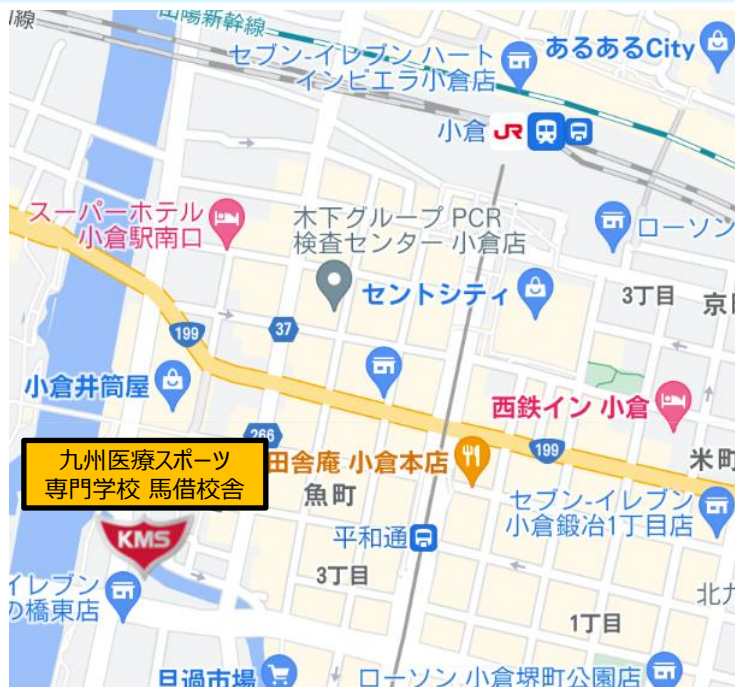 線
山陽新幹線
セブン-イレブン ハート
インピエラ小倉店
あるあるCity
小倉 JR
スーパーホテル
小倉駅南口
木下グループ PCR
検査センター 小倉店
ローソン
セントシティ
3丁目
京
199
37
小倉井筒屋
西鉄イン 小倉
266
199
九州医療スポーツ
専門学校 馬借校舎
田舎庵 小倉本店
米町
魚町
セブン-イレブン
小倉鍛冶1丁目店
KMS
平和通
イレブン
の橋東店
3丁目
北九
1丁目
旦過市場
ローソン 小倉堺町公園店